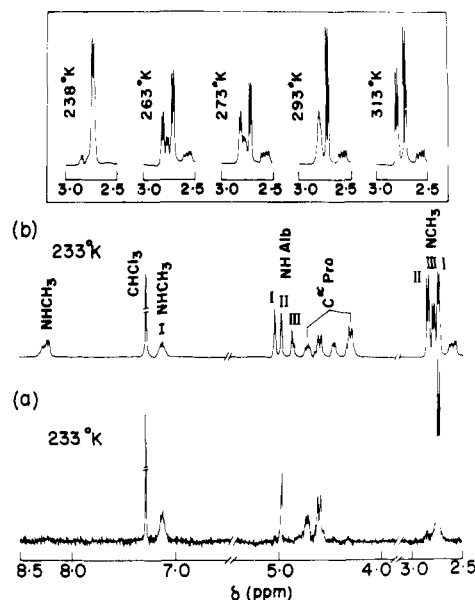 238°K 263°K 273°K 293°K 313°K
3.0 2.5 3.0 2.5 3.0 2.5 3.0 2.5 3.0 2.5
(b)
233°K
NHCH3
CHCl3
I NHCH3
I II III NH Aib
Cα Pro
II III I NCH3
(a)
233°K
8.5 8.0 7.0 5.0 4.0 3.0 2.5
δ (ppm)